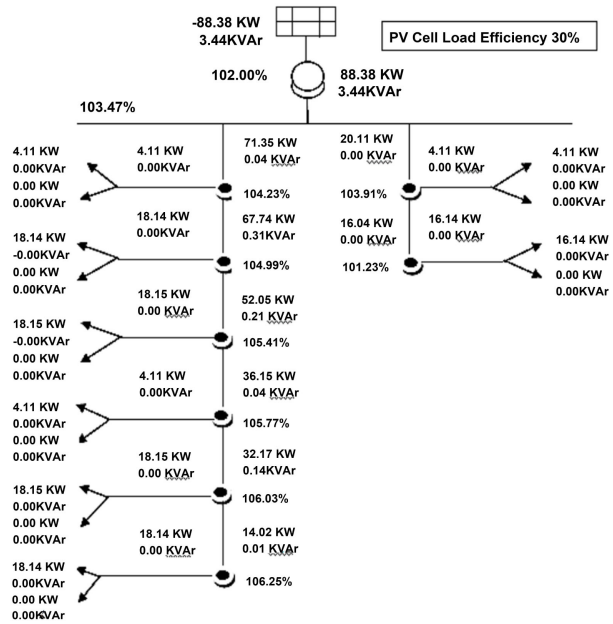 -88.38 KW
3.44KVAr
PV Cell Load Efficiency 30%
102.00%
88.38 KW
3.44KVAr
103.47%
4.11 KW
0.00KVAr
0.00 KW
0.00KVAr
4.11 KW
0.00KVAr
71.35 KW
0.04 KVAr
104.23%
20.11 KW
0.00 KVAr
4.11 KW
0.00 KVAr
4.11 KW
0.00KVAr
0.00 KW
0.00KVAr
103.91%
18.14 KW
-0.00KVAr
0.00 KW
0.00KVAr
18.14 KW
0.00KVAr
67.74 KW
0.31KVAr
104.99%
16.04 KW
0.00 KVAr
16.14 KW
0.00 KVAr
16.14 KW
0.00KVAr
0.00 KW
0.00KVAr
101.23%
18.15 KW
-0.00KVAr
0.00 KW
0.00KVAr
18.15 KW
0.00 KVAr
52.05 KW
0.21 KVAr
105.41%
4.11 KW
0.00KVAr
0.00 KW
0.00KVAr
4.11 KW
0.00KVAr
36.15 KW
0.04 KVAr
105.77%
18.15 KW
0.00KVAr
0.00 KW
0.00KVAr
18.15 KW
0.00 KVAr
32.17 KW
0.14KVAr
106.03%
18.14 KW
0.00KVAr
0.00 KW
0.00KVAr
18.14 KW
0.00 KVAr
14.02 KW
0.01 KVAr
106.25%